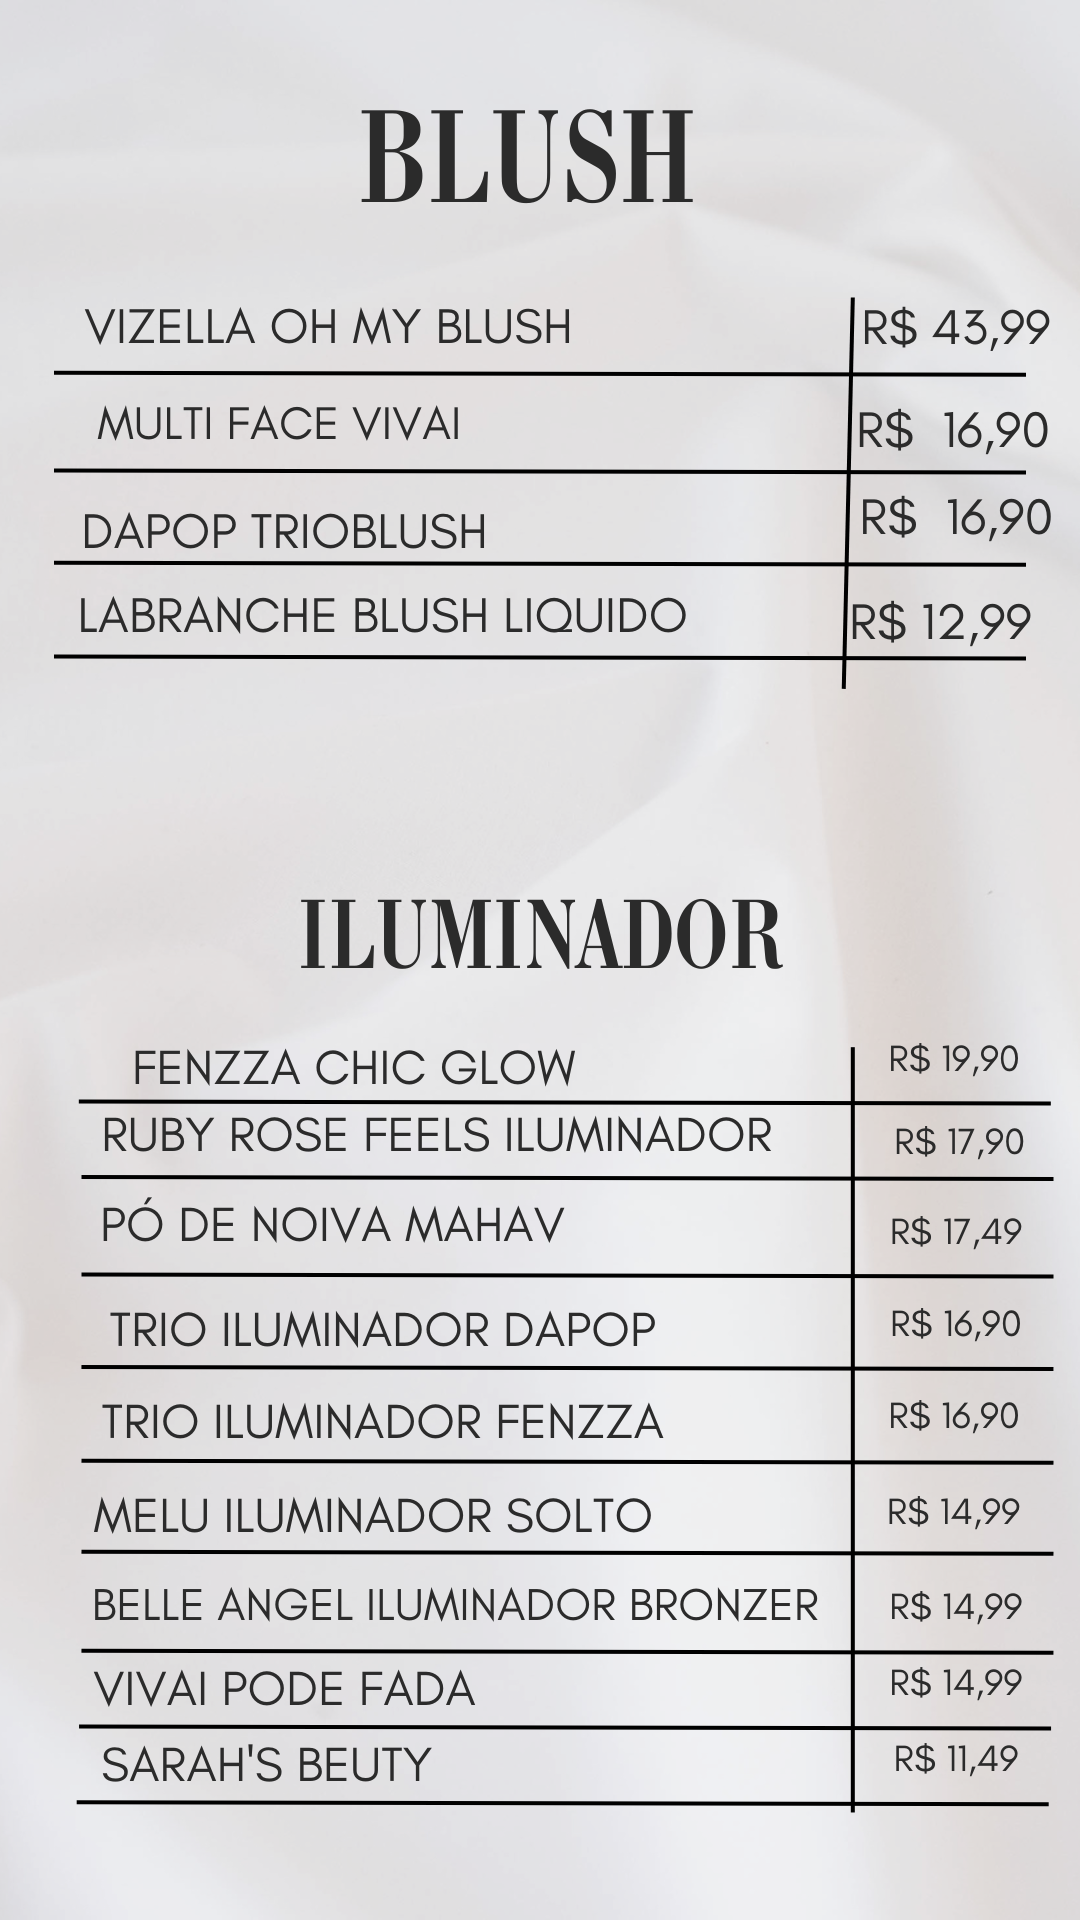 BLUSH
VIZELLA OH MY BLUSH R$ 43,99
MULTI FACE VIVAI R$ 16,90
DAPOP TRIOBLUSH R$ 16,90
LABRANCHE BLUSH LIQUIDO R$ 12,99
ILUMINADOR
FENZZA CHIC GLOW R$ 19,90
RUBY ROSE FEELS ILUMINADOR R$ 17,90
PÓ DE NOIVA MAHAV R$ 17,49
TRIO ILUMINADOR DAPOP R$ 16,90
TRIO ILUMINADOR FENZZA R$ 16,90
MELU ILUMINADOR SOLTO R$ 14,99
BELLE ANGEL ILUMINADOR BRONZER R$ 14,99
VIVAI PODE FADA R$ 14,99
SARAH'S BEUTY R$ 11,49